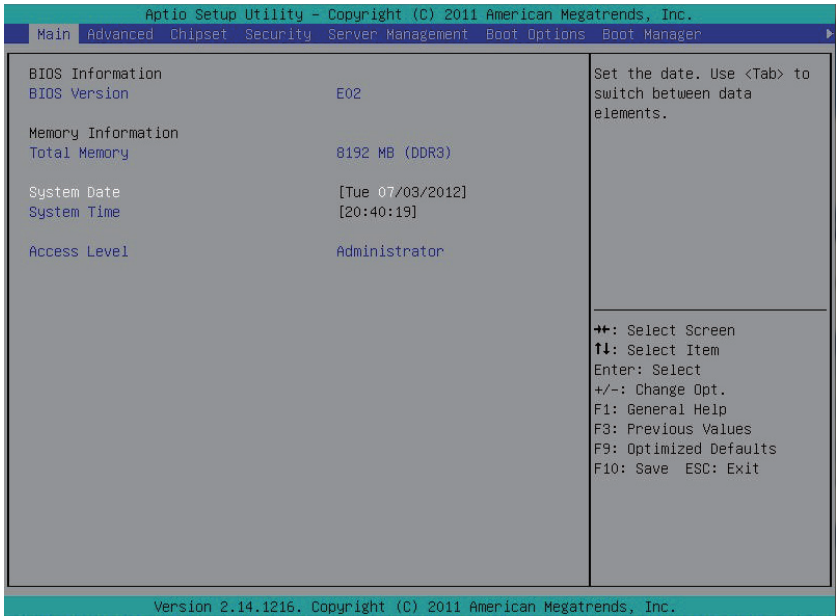 Aptio Setup Utility – Copyright (C) 2011 American Megatrends, Inc.
Main Advanced Chipset Security Server Management Boot Options Boot Manager ▶
BIOS Information
BIOS Version E02
Memory Information
Total Memory 8192 MB (DDR3)
System Date [Tue 07/03/2012]
System Time [20:40:19]
Access Level Administrator
Set the date. Use <Tab> to
switch between data
elements.
→←: Select Screen
↑↓: Select Item
Enter: Select
+/-: Change Opt.
F1: General Help
F3: Previous Values
F9: Optimized Defaults
F10: Save ESC: Exit
Version 2.14.1216. Copyright (C) 2011 American Megatrends, Inc.